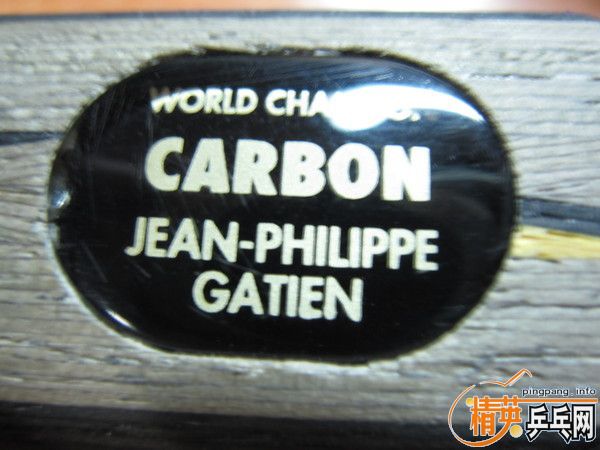 WORLD
CARBON
JEAN-PHILIPPE
GATIEN
pingpang.info
精英乒乓网